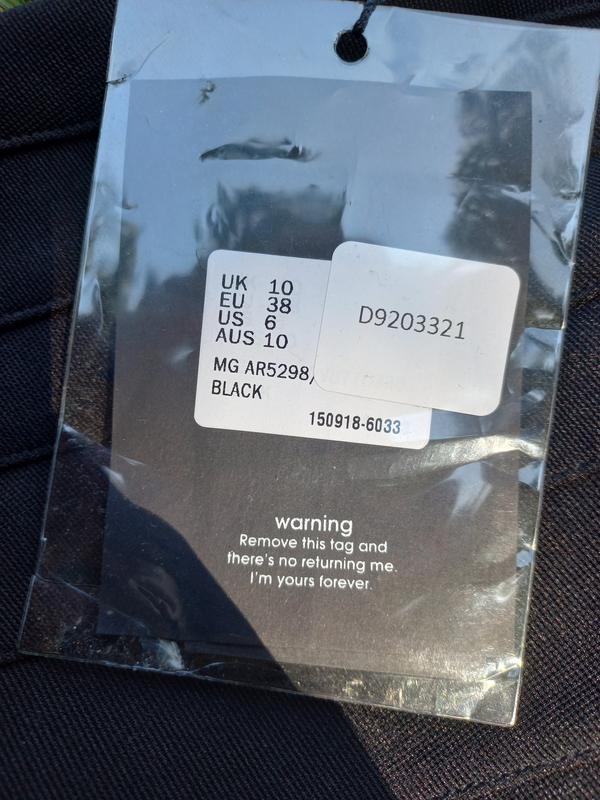 UK 10
EU 38
US 6
AUS 10
MG AR5298/
BLACK
150918-6033
D9203321
warning
Remove this tag and
there's no returning me.
I'm yours forever.